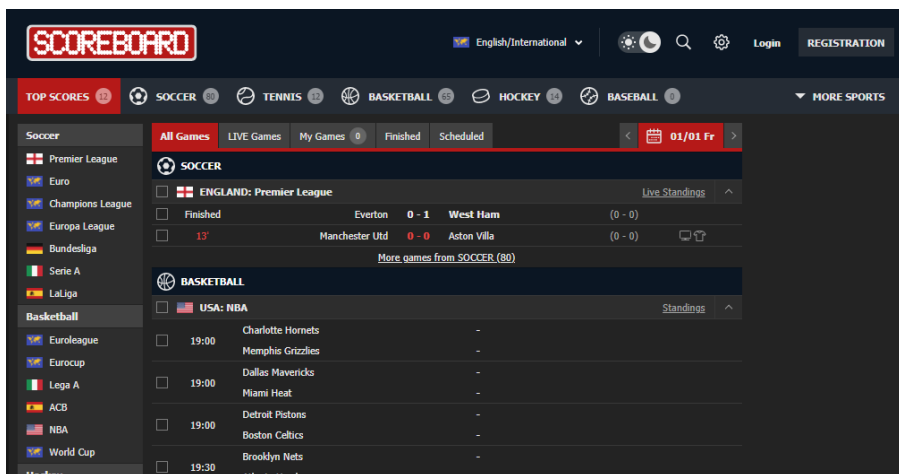 SCOREBOARD
English/International
Login
REGISTRATION
TOP SCORES 12
SOCCER 80
TENNIS 12
BASKETBALL 65
HOCKEY 14
BASEBALL 0
MORE SPORTS
Soccer
Premier League
Euro
Champions League
Europa League
Bundesliga
Serie A
LaLiga
Basketball
Euroleague
Eurocup
Lega A
ACB
NBA
World Cup
All Games
LIVE Games
My Games 0
Finished
Scheduled
01/01 Fr
SOCCER
ENGLAND: Premier League Live Standings
Finished Everton 0 - 1 West Ham (0 - 0)
13' Manchester Utd 0 - 0 Aston Villa (0 - 0)
More games from SOCCER (80)
BASKETBALL
USA: NBA Standings
19:00
Charlotte Hornets -
Memphis Grizzlies -
19:00
Dallas Mavericks -
Miami Heat -
19:00
Detroit Pistons -
Boston Celtics -
19:30
Brooklyn Nets -